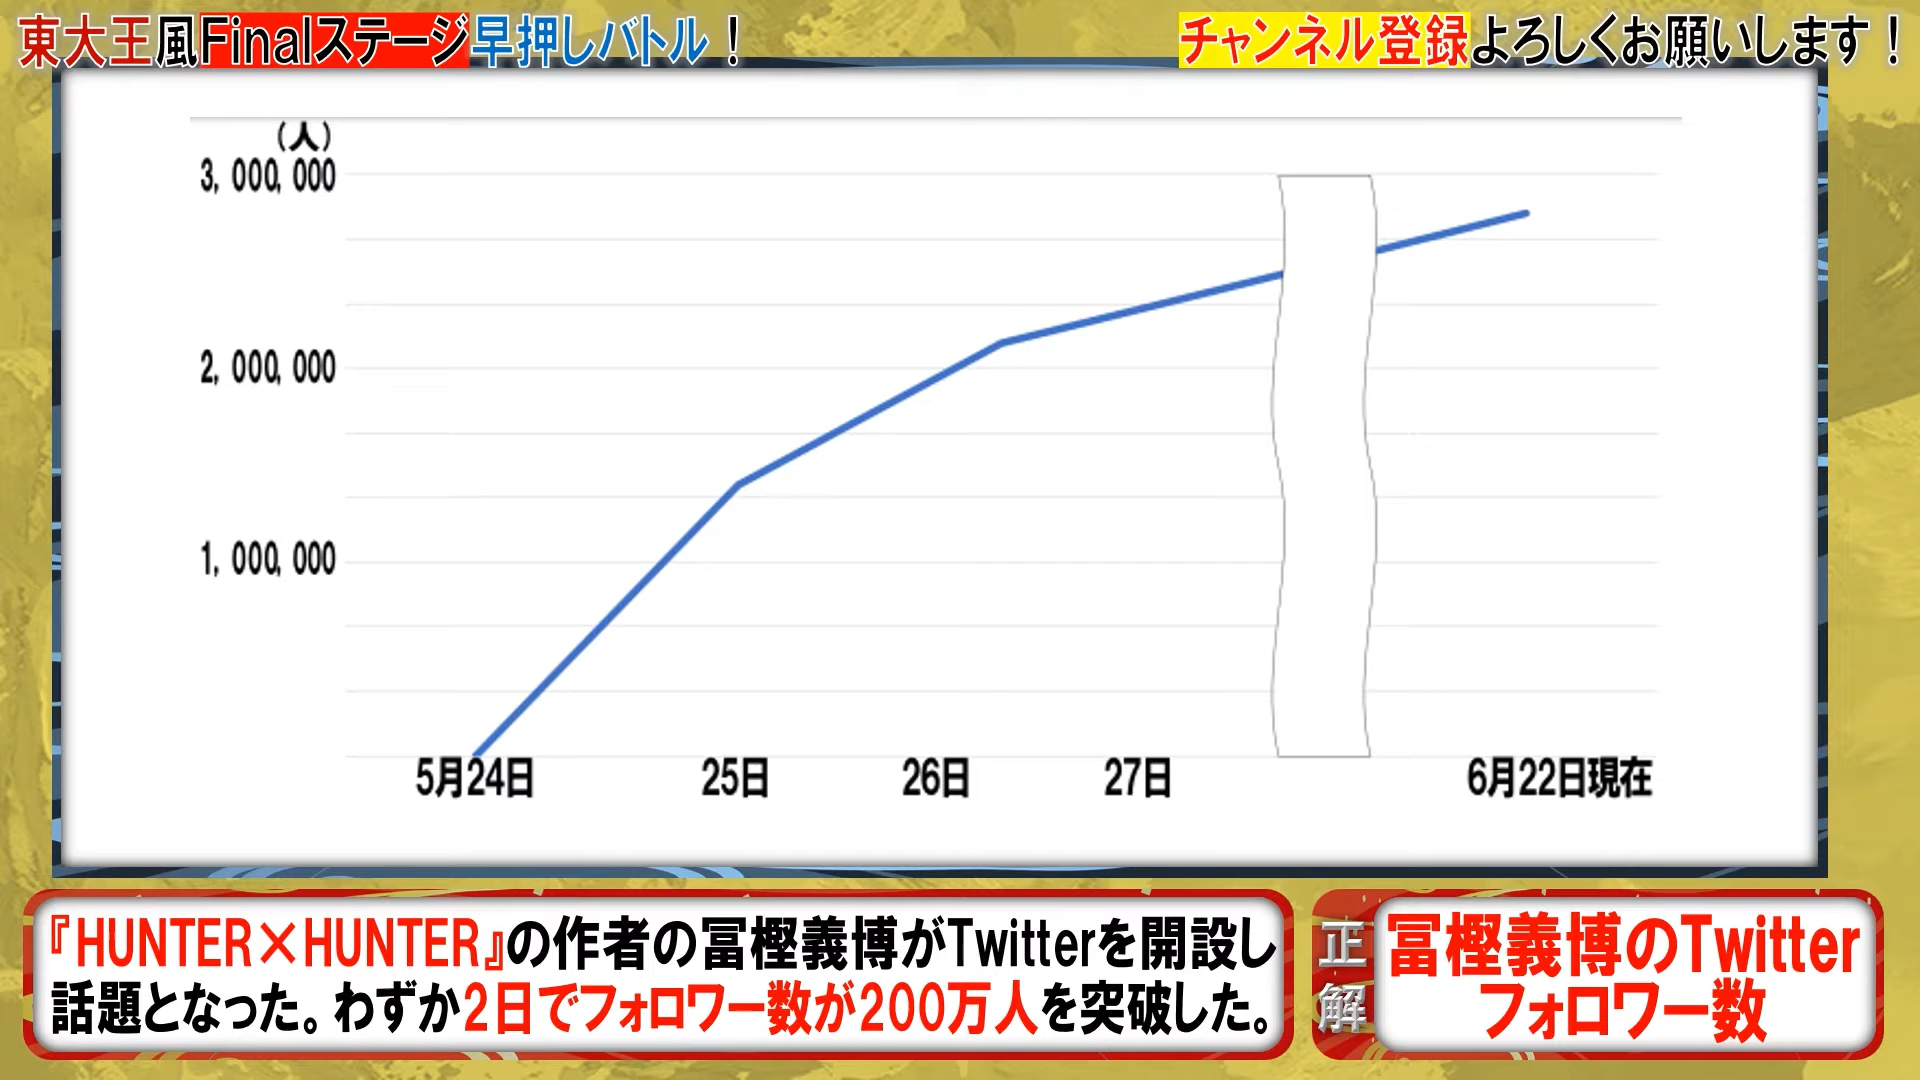 東大王風Finalステージ早押しバトル！
チャンネル登録よろしくお願いします！
（人）
3,000,000
2,000,000
1,000,000
5月24日
25日
26日
27日
6月22日現在
『HUNTER×HUNTER』の作者の冨樫義博がTwitterを開設し
話題となった。わずか2日でフォロワー数が200万人を突破した。
正解
冨樫義博のTwitter
フォロワー数